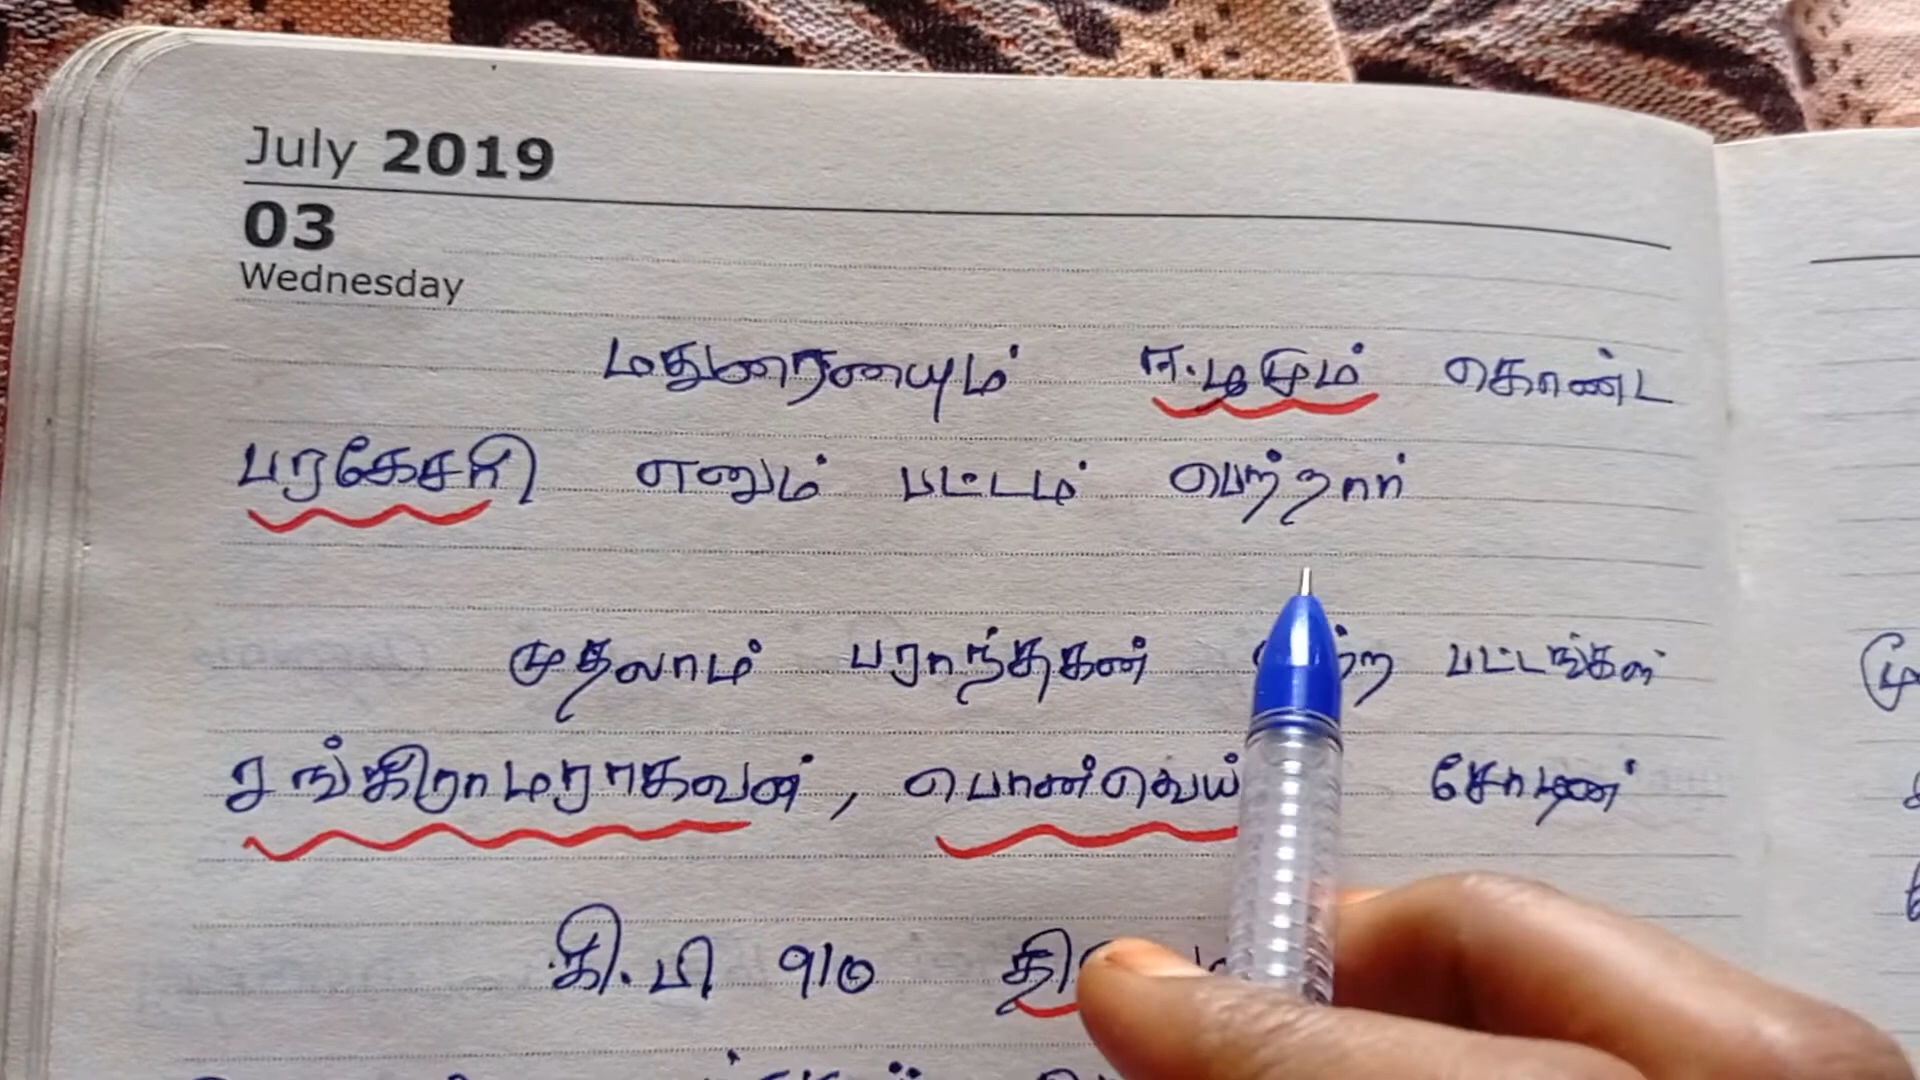 July 2019
03
Wednesday
மதுரையையும் ஈழமும் கொண்ட
பரகேசரி எனும் பட்டம் பெற்றார்
முதலாம் பராந்தகன் பட்டங்கள்
சங்கிராமராகவன், சோழன்
கி.பி 910